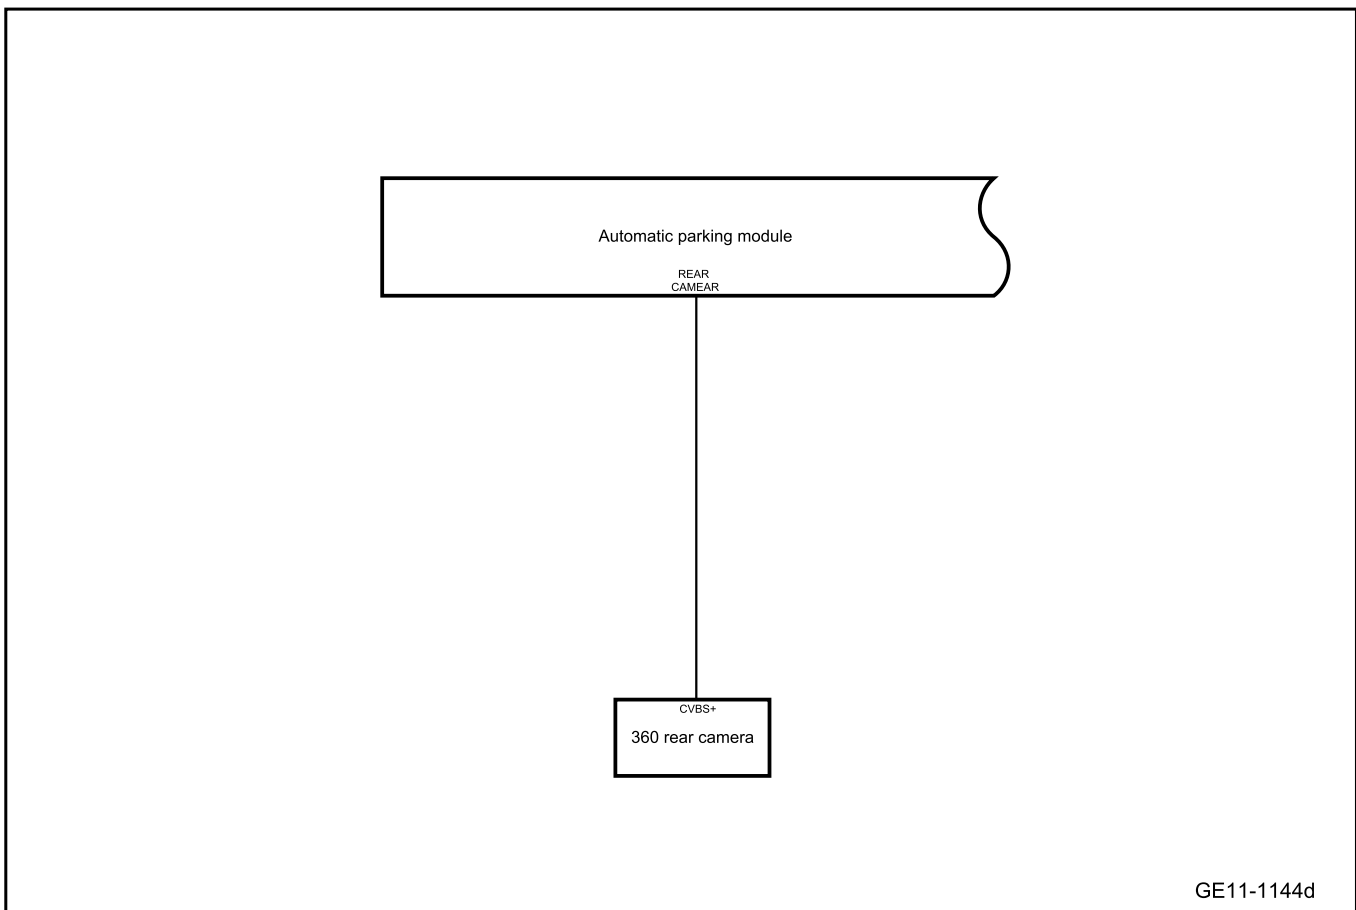 Automatic parking module
REAR
CAMEAR
CVBS+
360 rear camera
GE11-1144d